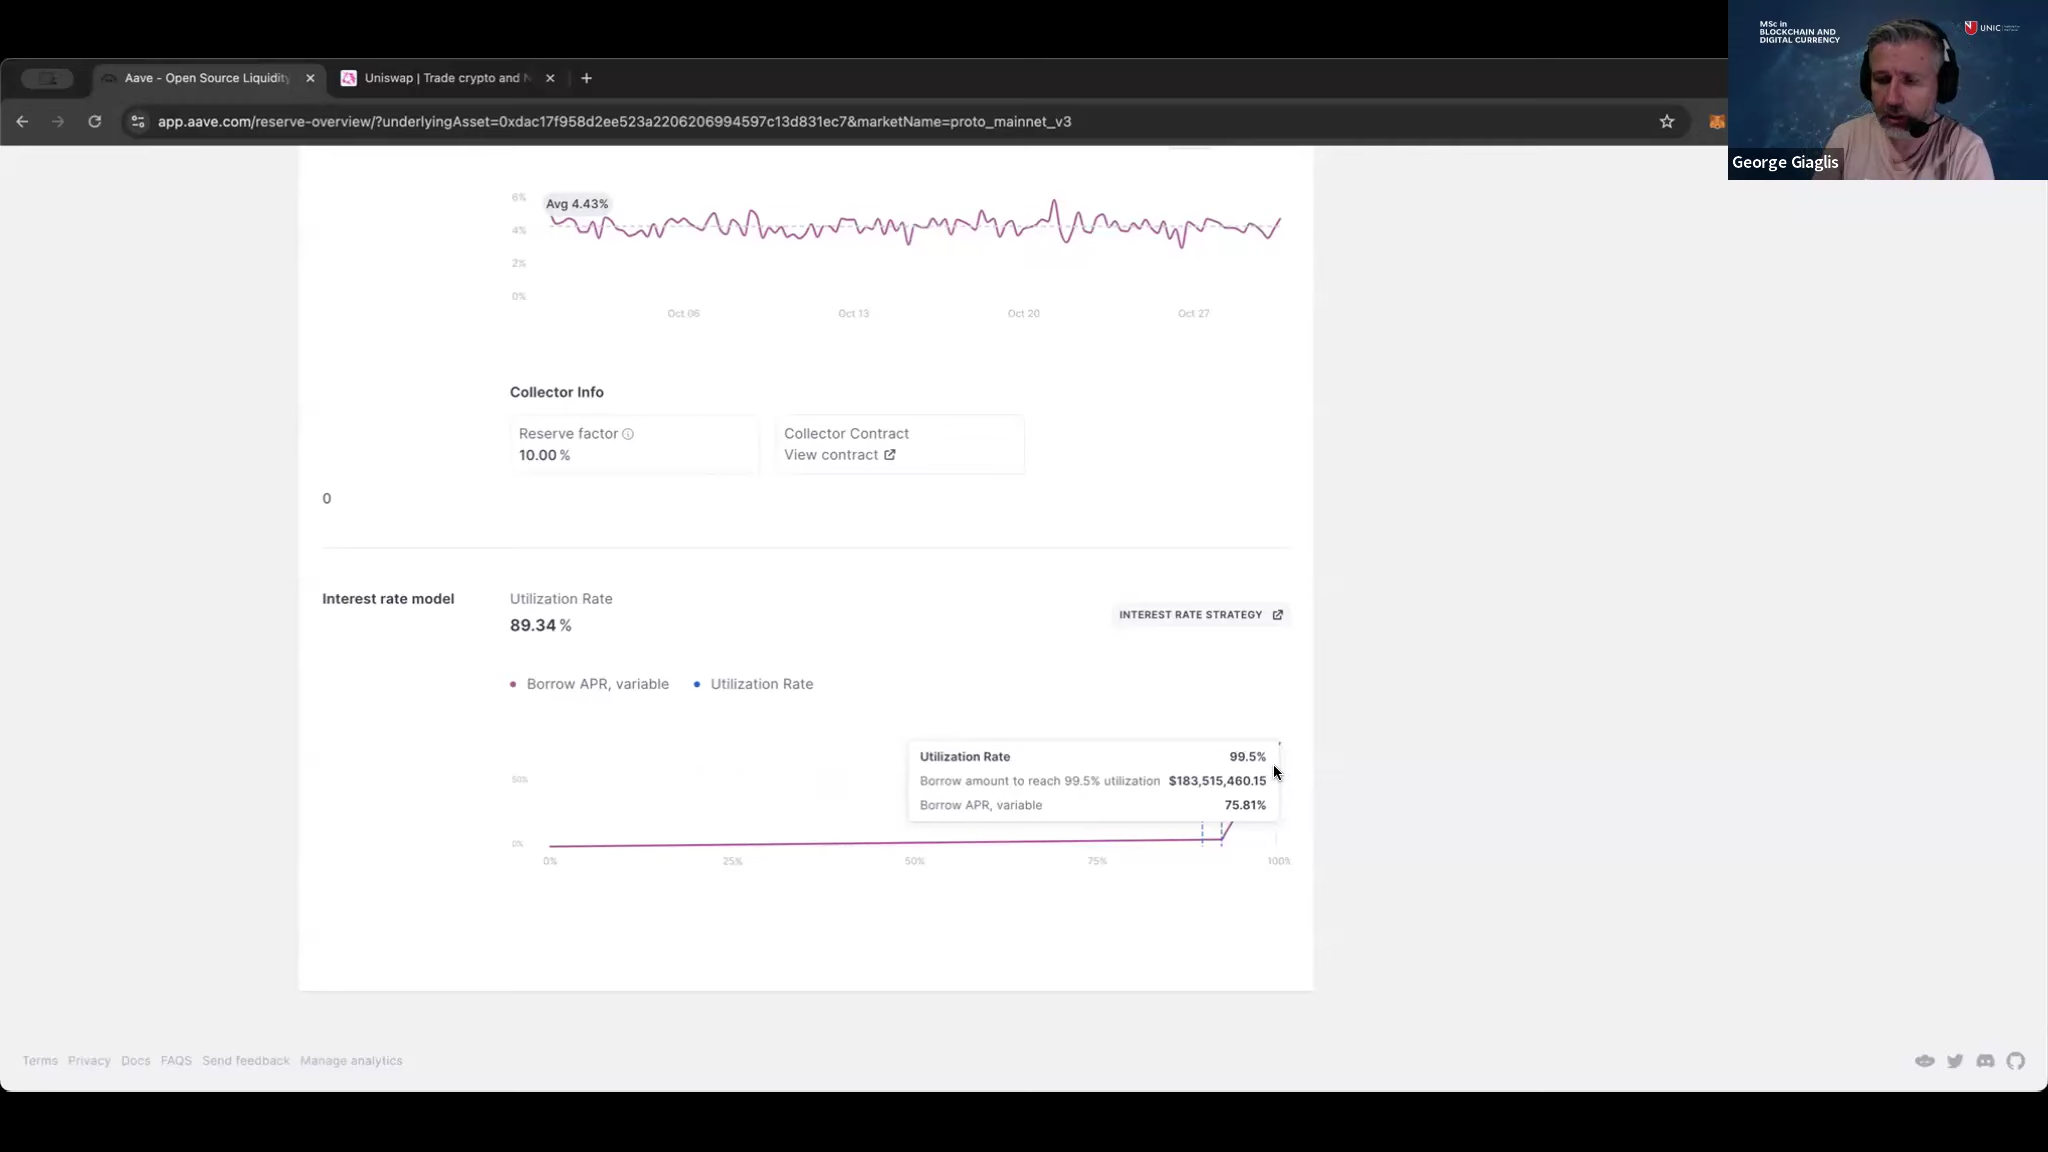 MSc in
BLOCKCHAIN AND
DIGITAL CURRENCY
UNIC
George Giaglis
Aave - Open Source Liquidity
Uniswap | Trade crypto and N
app.aave.com/reserve-overview/?underlyingAsset=0xdac17f958d2ee523a2206206994597c13d831ec7&marketName=proto_mainnet_v3
6%
Avg 4.43%
4%
2%
0%
Oct 06 Oct 13 Oct 20 Oct 27
Collector Info
Reserve factor
10.00 %
Collector Contract
View contract
0
Interest rate model
Utilization Rate
89.34 %
INTEREST RATE STRATEGY
Borrow APR, variable Utilization Rate
Utilization Rate 99.5%
Borrow amount to reach 99.5% utilization $183,515,460.15
Borrow APR, variable 75.81%
50%
0%
0% 25% 50% 75% 100%
Terms Privacy Docs FAQS Send feedback Manage analytics